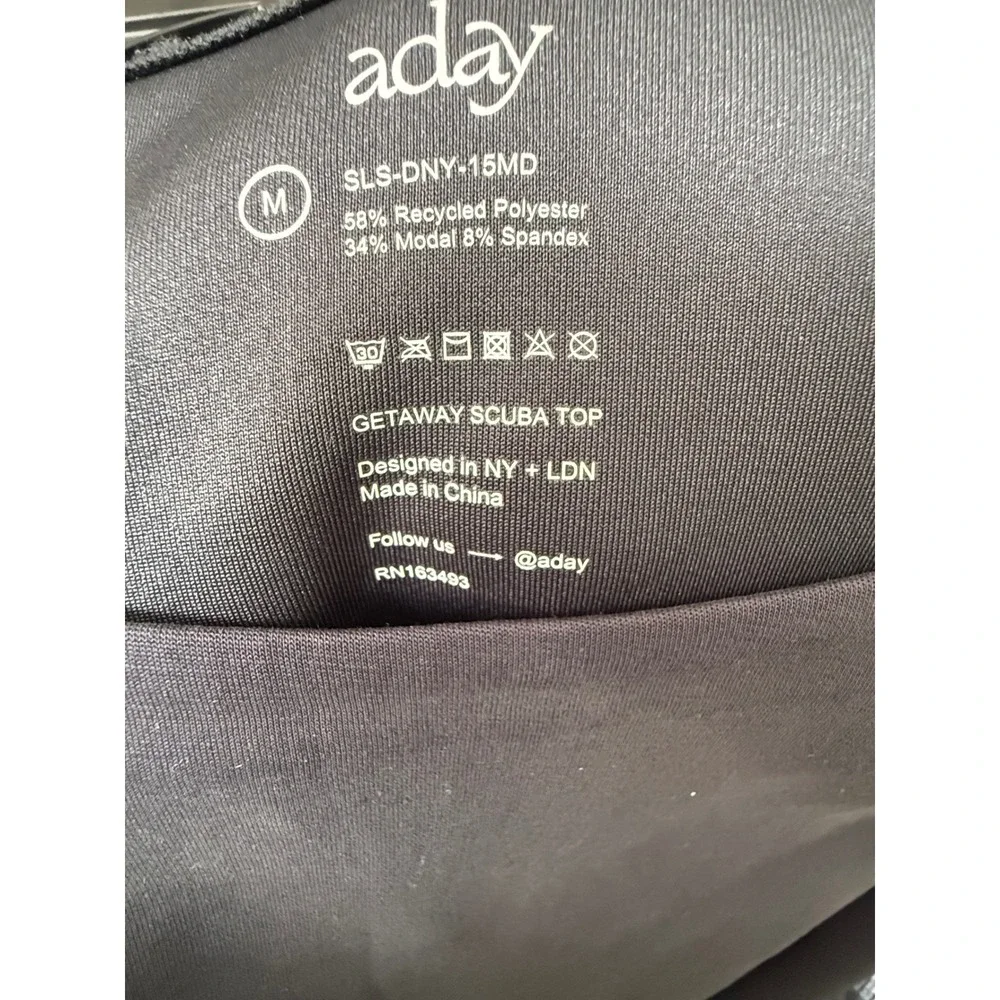 aday
M
SLS-DNY-15MD
58% Recycled Polyester
34% Modal 8% Spandex
30
GETAWAY SCUBA TOP
Designed in NY + LDN
Made in China
Follow us → @aday
RN163493